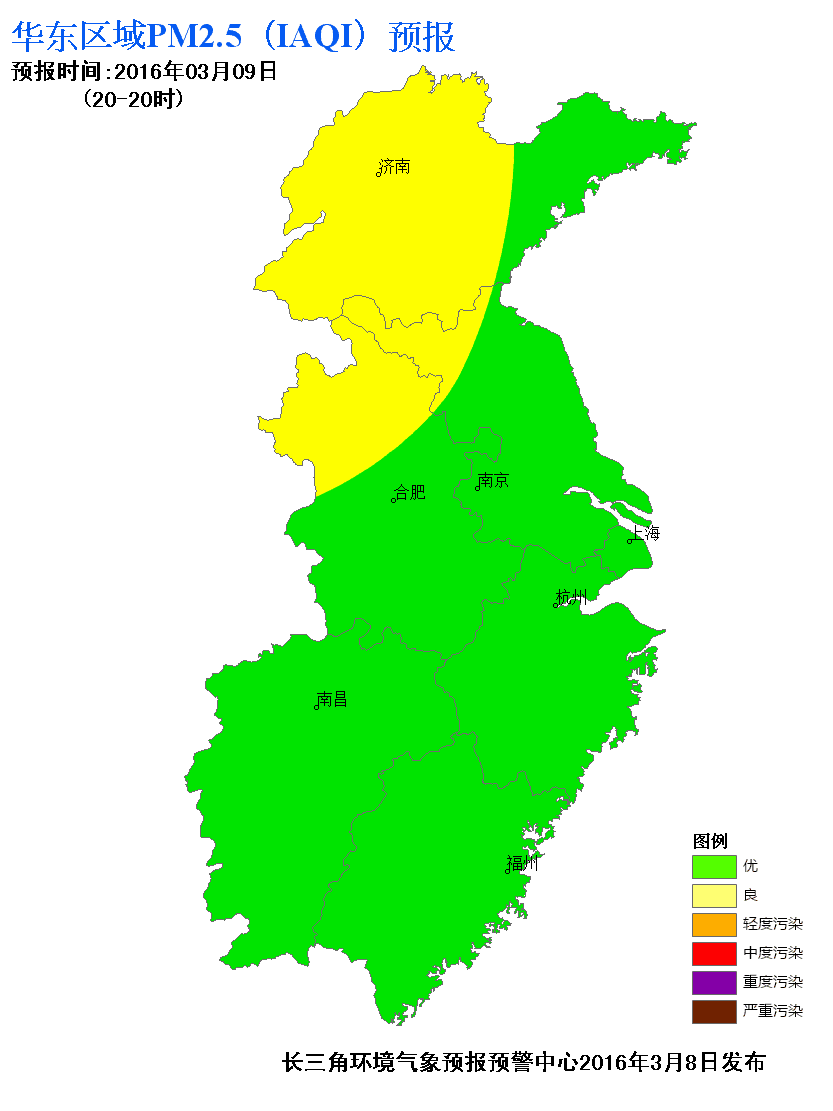 华东区域PM2.5（IAQI）预报
预报时间:2016年03月09日
(20-20时)
济南
南京
合肥
上海
杭州
南昌
福州
图例
优
良
轻度污染
中度污染
重度污染
严重污染
长三角环境气象预报预警中心2016年3月8日发布